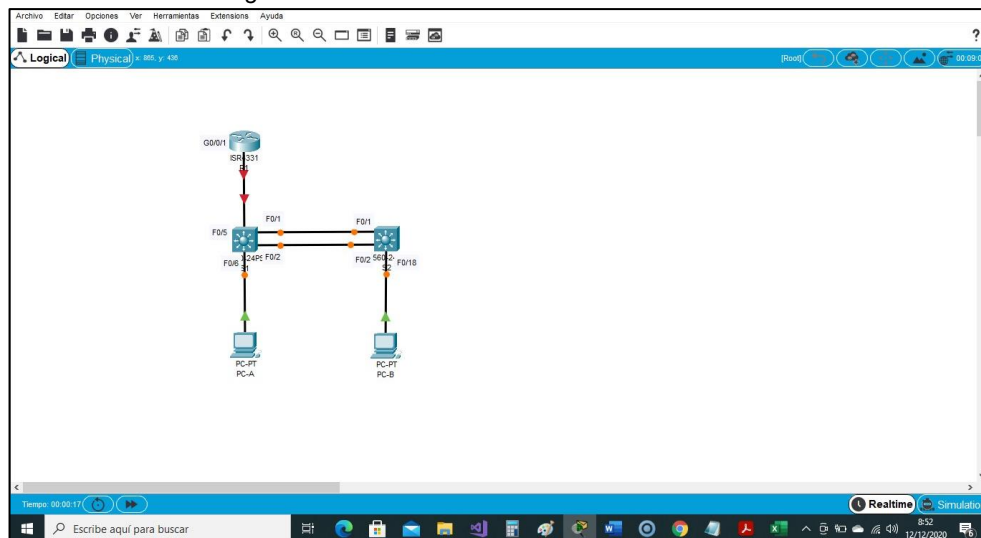 Archivo Editar Opciones Ver Herramientas Extensions Ayuda
?
Logical Physical x: 865, y: 436 [Root] 00:09:0
G0/0/1
ISR4331
R1
F0/1 F0/1
F0/5
24PS F0/2 F0/2 F0/18
F0/6
S1 S2
PC-PT PC-PT
PC-A PC-B
Tiempo: 00:00:17 Realtime Simulatio
Escribe aquí para buscar 8:52
12/12/2020